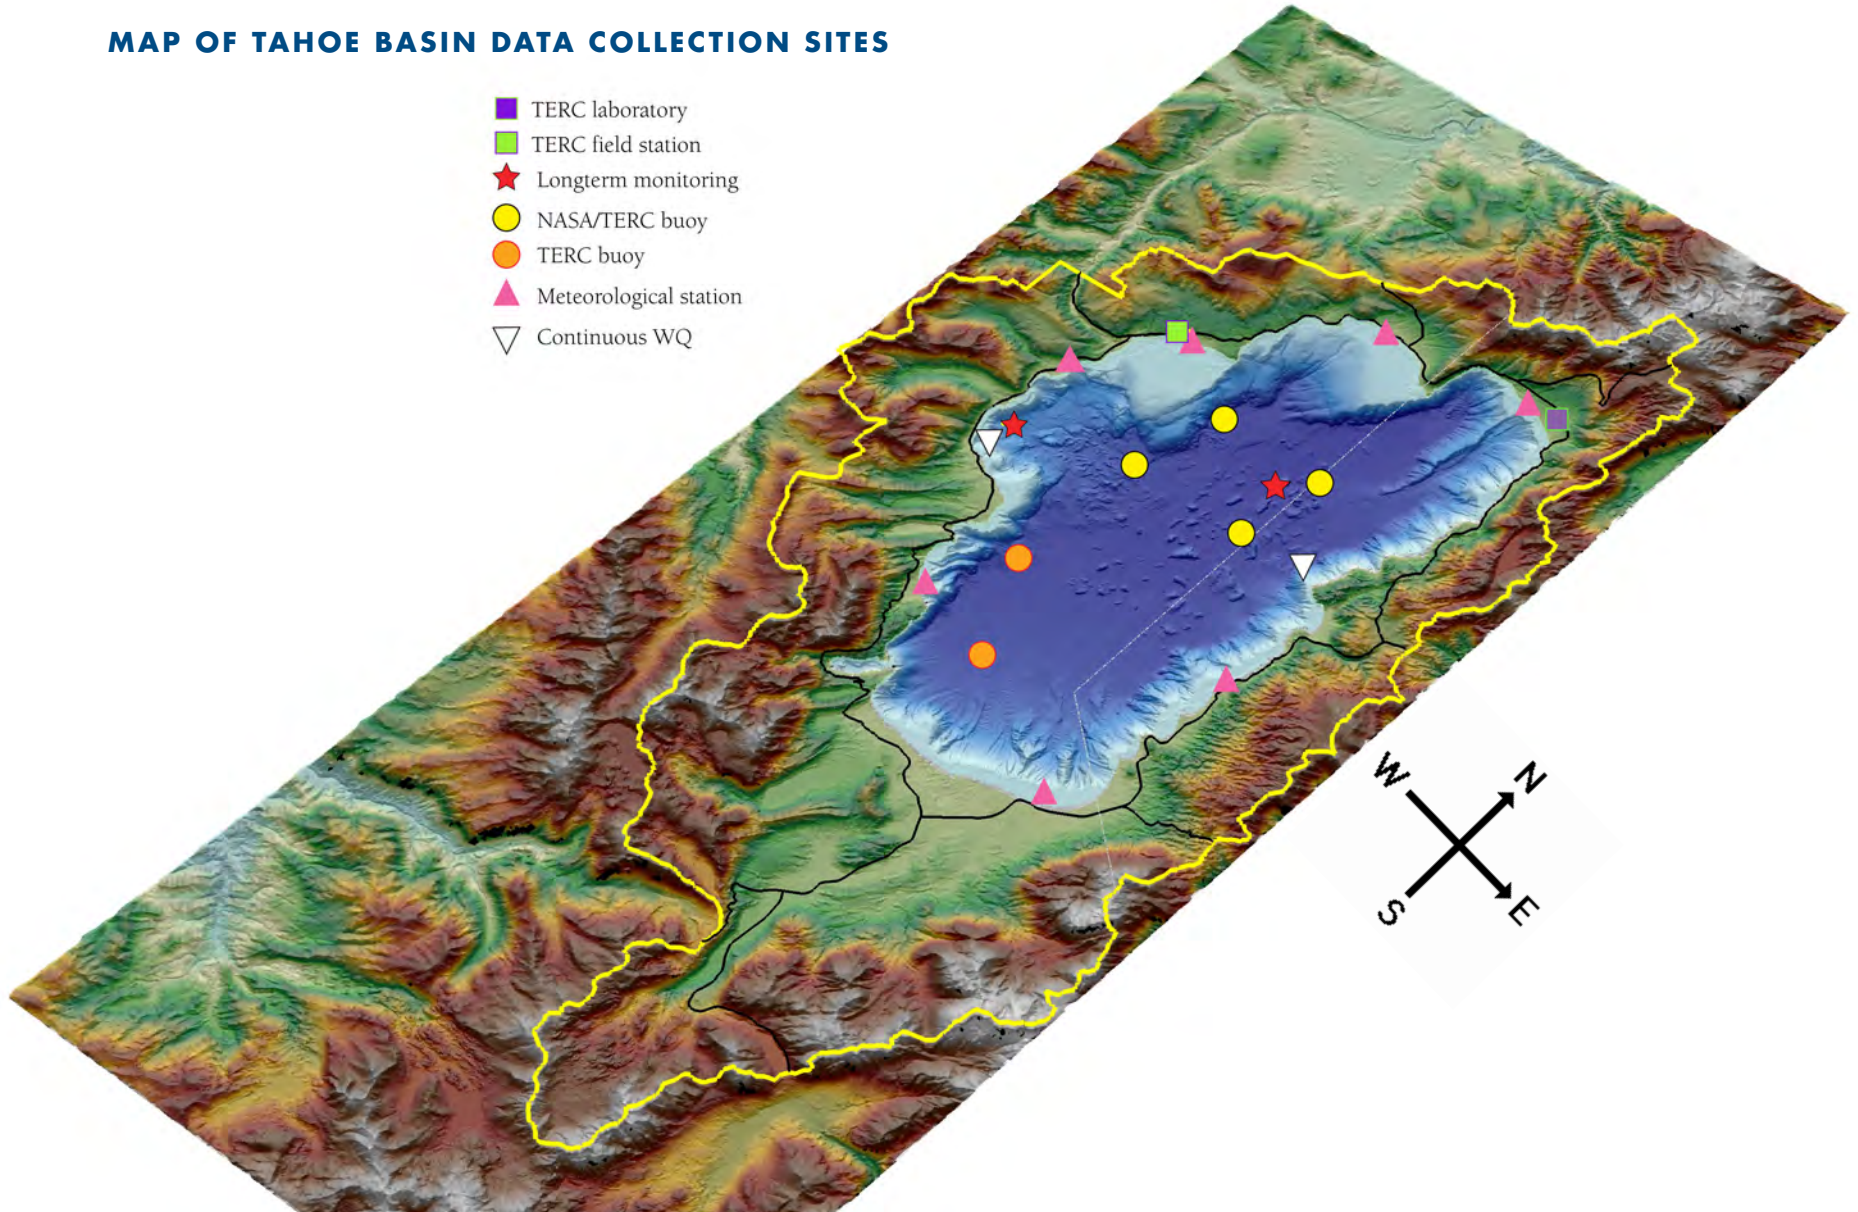 MAP OF TAHOE BASIN DATA COLLECTION SITES
TERC laboratory
TERC field station
Longterm monitoring
NASA/TERC buoy
TERC buoy
Meteorological station
Continuous WQ
W
N
S
E